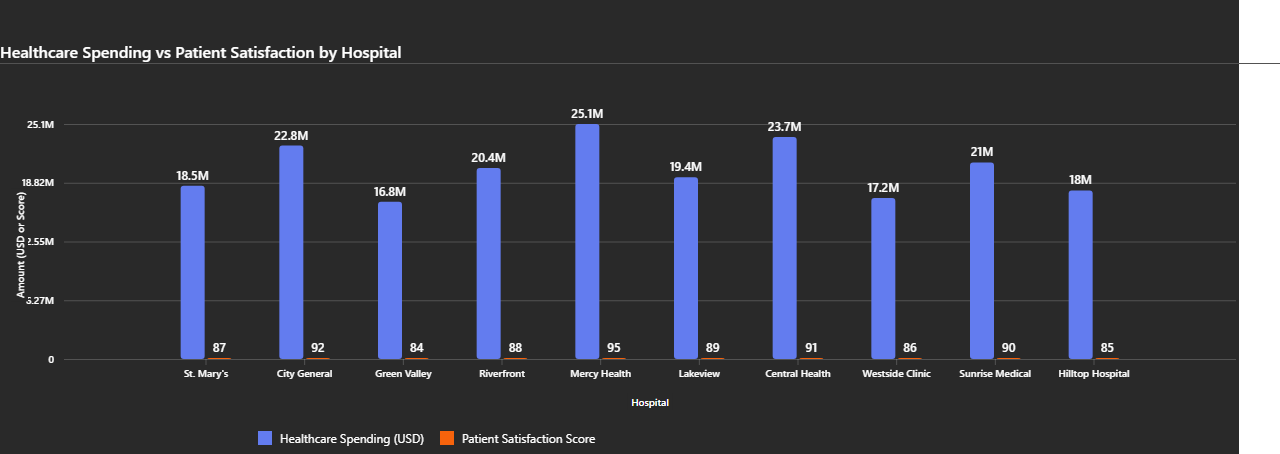 Healthcare Spending vs Patient Satisfaction by Hospital
25.1M
18.82M
2.55M
6.27M
0
Amount (USD or Score)
18.5M 22.8M 16.8M 20.4M 25.1M 19.4M 23.7M 17.2M 21M 18M
87 92 84 88 95 89 91 86 90 85
St. Mary's City General Green Valley Riverfront Mercy Health Lakeview Central Health Westside Clinic Sunrise Medical Hilltop Hospital
Hospital
Healthcare Spending (USD) Patient Satisfaction Score